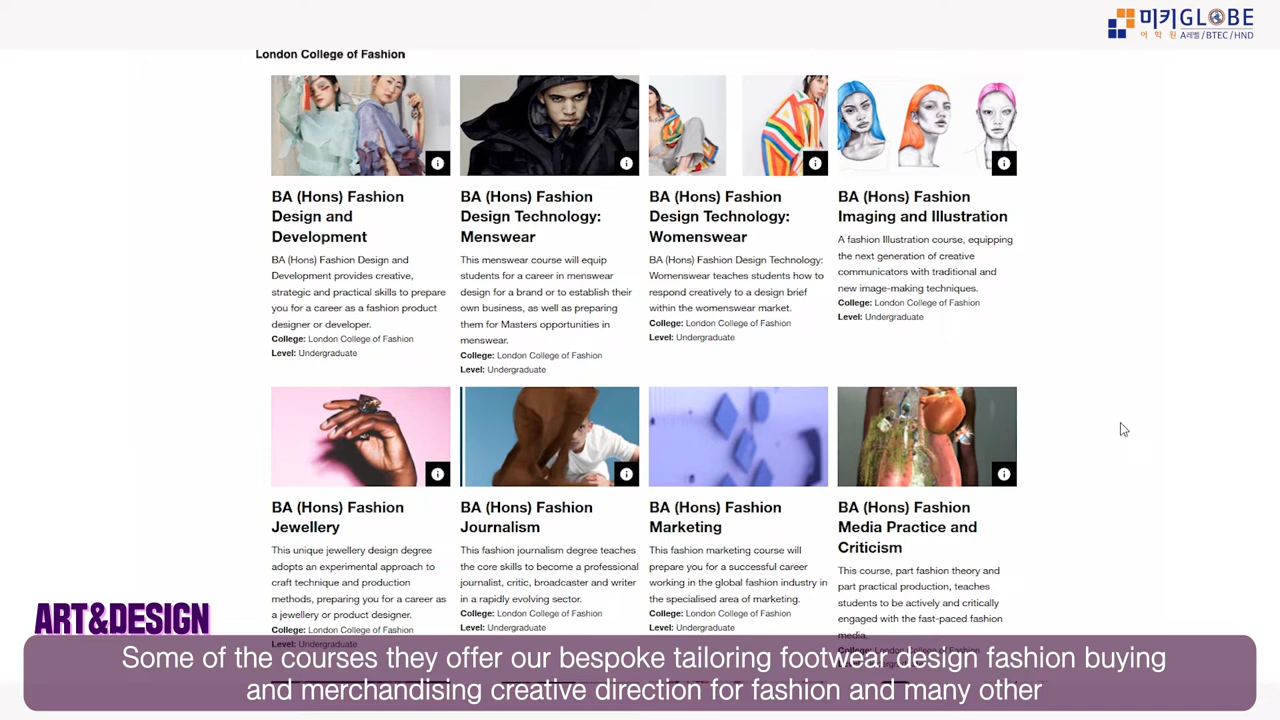 미키GLOBE
어학원 A레벨/BTEC/HND
London College of Fashion
BA (Hons) Fashion
Design and
Development
BA (Hons) Fashion Design and
Development provides creative,
strategic and practical skills to prepare
you for a career as a fashion product
designer or developer.
College: London College of Fashion
Level: Undergraduate
BA (Hons) Fashion
Design Technology:
Menswear
This menswear course will equip
students for a career in menswear
design for a brand or to establish their
own business, as well as preparing
them for Masters opportunities in
menswear.
College: London College of Fashion
Level: Undergraduate
BA (Hons) Fashion
Design Technology:
Womenswear
BA (Hons) Fashion Design Technology:
Womenswear teaches students how to
respond creatively to a design brief
within the womenswear market.
College: London College of Fashion
Level: Undergraduate
BA (Hons) Fashion
Imaging and Illustration
A fashion Illustration course, equipping
the next generation of creative
communicators with traditional and
new image-making techniques.
College: London College of Fashion
Level: Undergraduate
BA (Hons) Fashion
Jewellery
This unique jewellery design degree
adopts an experimental approach to
craft technique and production
methods, preparing you for a career as
a jewellery or product designer.
College: London College of Fashion
Level: Undergraduate
BA (Hons) Fashion
Journalism
This fashion journalism degree teaches
the core skills to become a professional
journalist, critic, broadcaster and writer
in a rapidly evolving sector.
College: London College of Fashion
Level: Undergraduate
BA (Hons) Fashion
Marketing
This fashion marketing course will
prepare you for a successful career
working in the global fashion industry in
the specialised area of marketing.
College: London College of Fashion
Level: Undergraduate
BA (Hons) Fashion
Media Practice and
Criticism
This course, part fashion theory and
part practical production, teaches
students to be actively and critically
engaged with the fast-paced fashion
media.
ART&DESIGN
Some of the courses they offer our bespoke tailoring footwear design fashion buying
and merchandising creative direction for fashion and many other